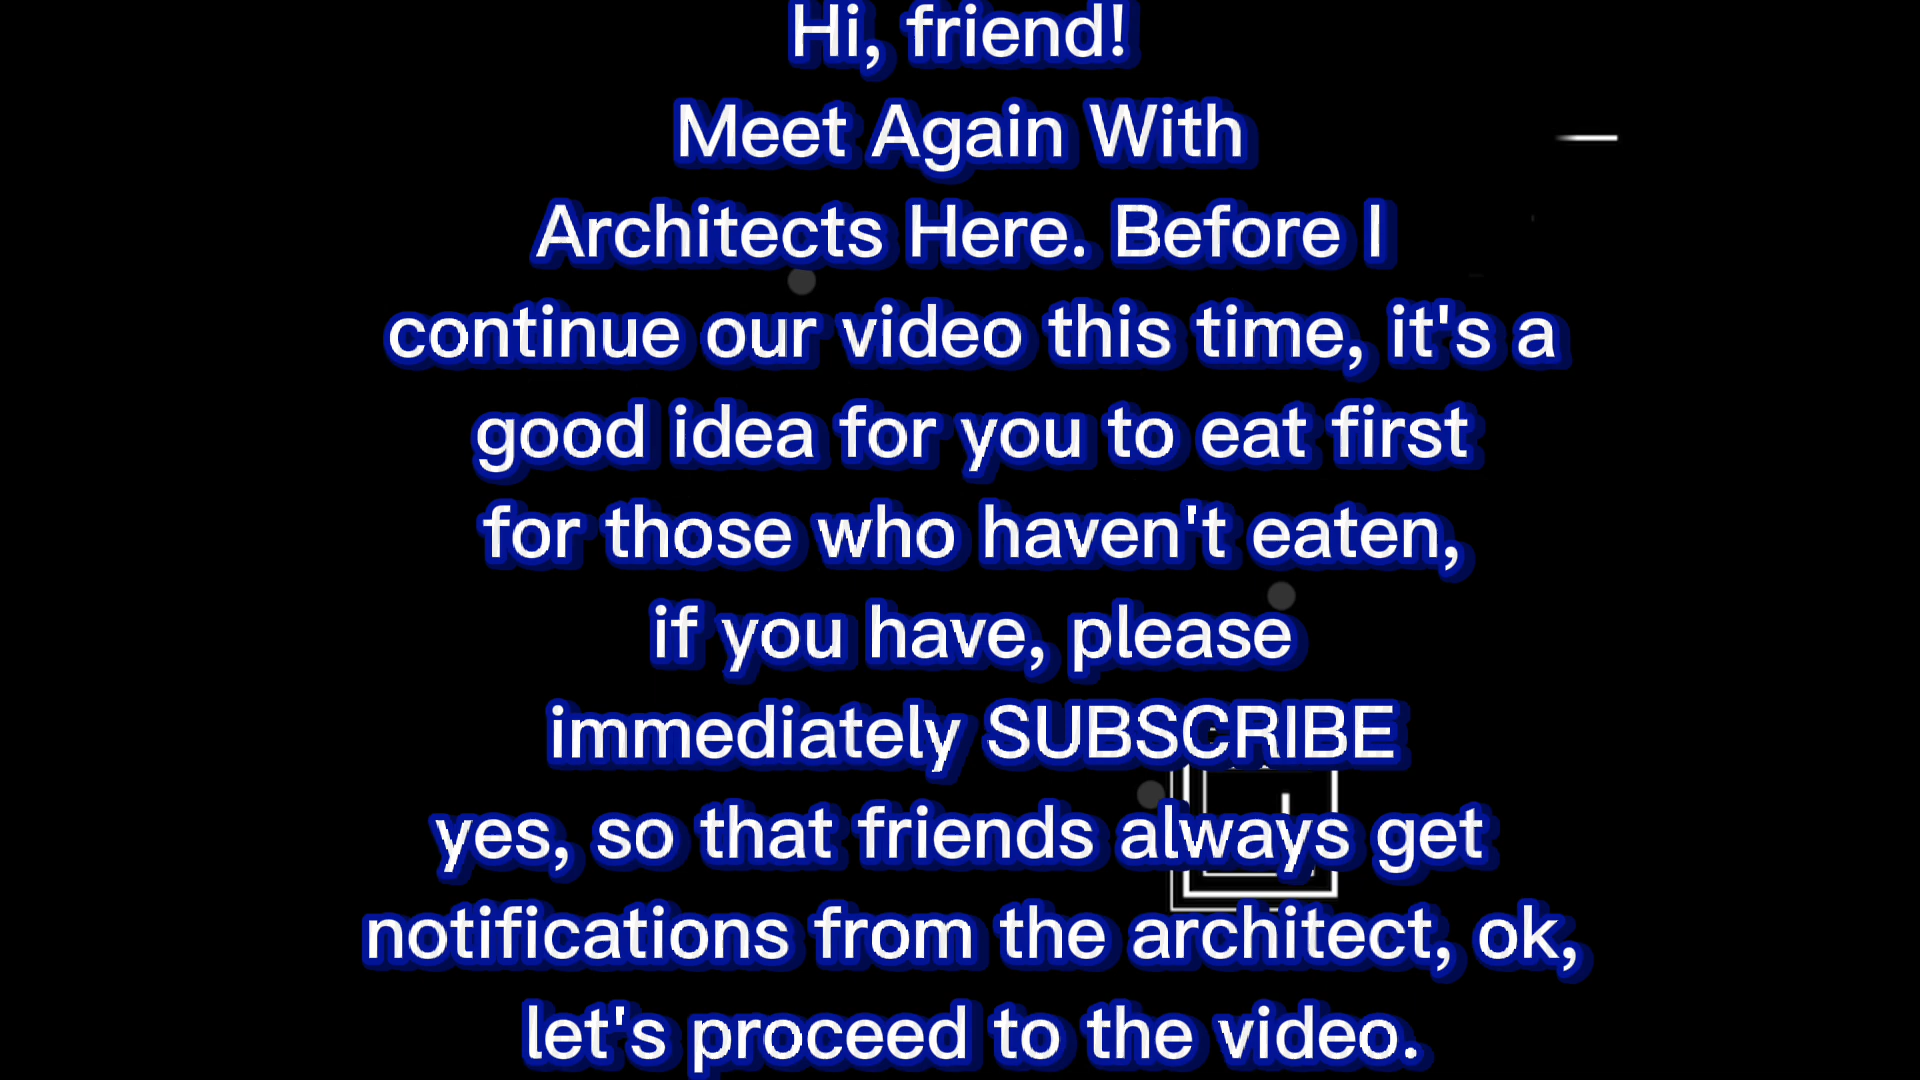 Hi, friend!
Meet Again With
Architects Here. Before I
continue our video this time, it's a
good idea for you to eat first
for those who haven't eaten,
if you have, please
immediately SUBSCRIBE
yes, so that friends always get
notifications from the architect, ok,
let's proceed to the video.